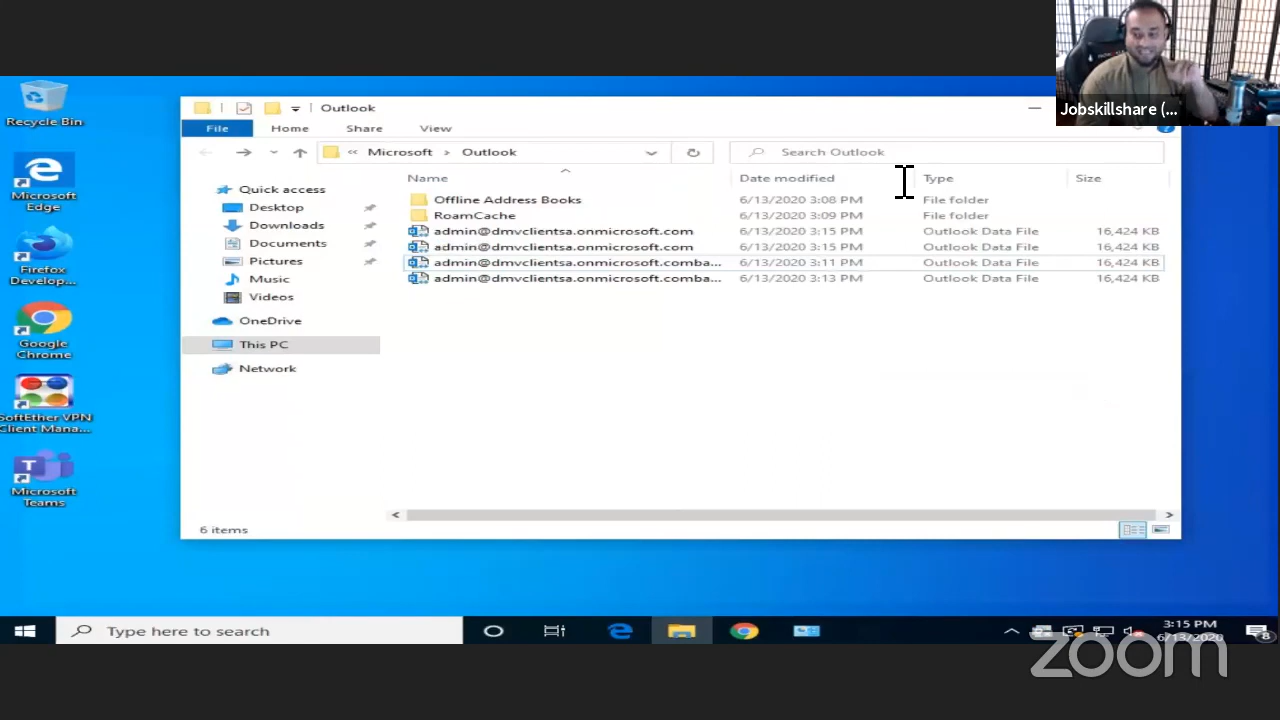 Jobskillshare (...
Recycle Bin
Microsoft
Edge
Firefox
Develop...
Google
Chrome
SoftEther VPN
Client Mana...
Microsoft
Teams
Outlook
File Home Share View
« Microsoft > Outlook
Search Outlook
Quick access
Desktop
Downloads
Documents
Pictures
Music
Videos
OneDrive
This PC
Network
Name Date modified Type Size
Offline Address Books 6/13/2020 3:08 PM File folder
RoamCache 6/13/2020 3:09 PM File folder
admin@dmvclientsa.onmicrosoft.com 6/13/2020 3:15 PM Outlook Data File 16,424 KB
admin@dmvclientsa.onmicrosoft.com 6/13/2020 3:15 PM Outlook Data File 16,424 KB
admin@dmvclientsa.onmicrosoft.comba... 6/13/2020 3:11 PM Outlook Data File 16,424 KB
admin@dmvclientsa.onmicrosoft.comba... 6/13/2020 3:13 PM Outlook Data File 16,424 KB
6 items
Type here to search
3:15 PM
6/13/2020
8
zoom